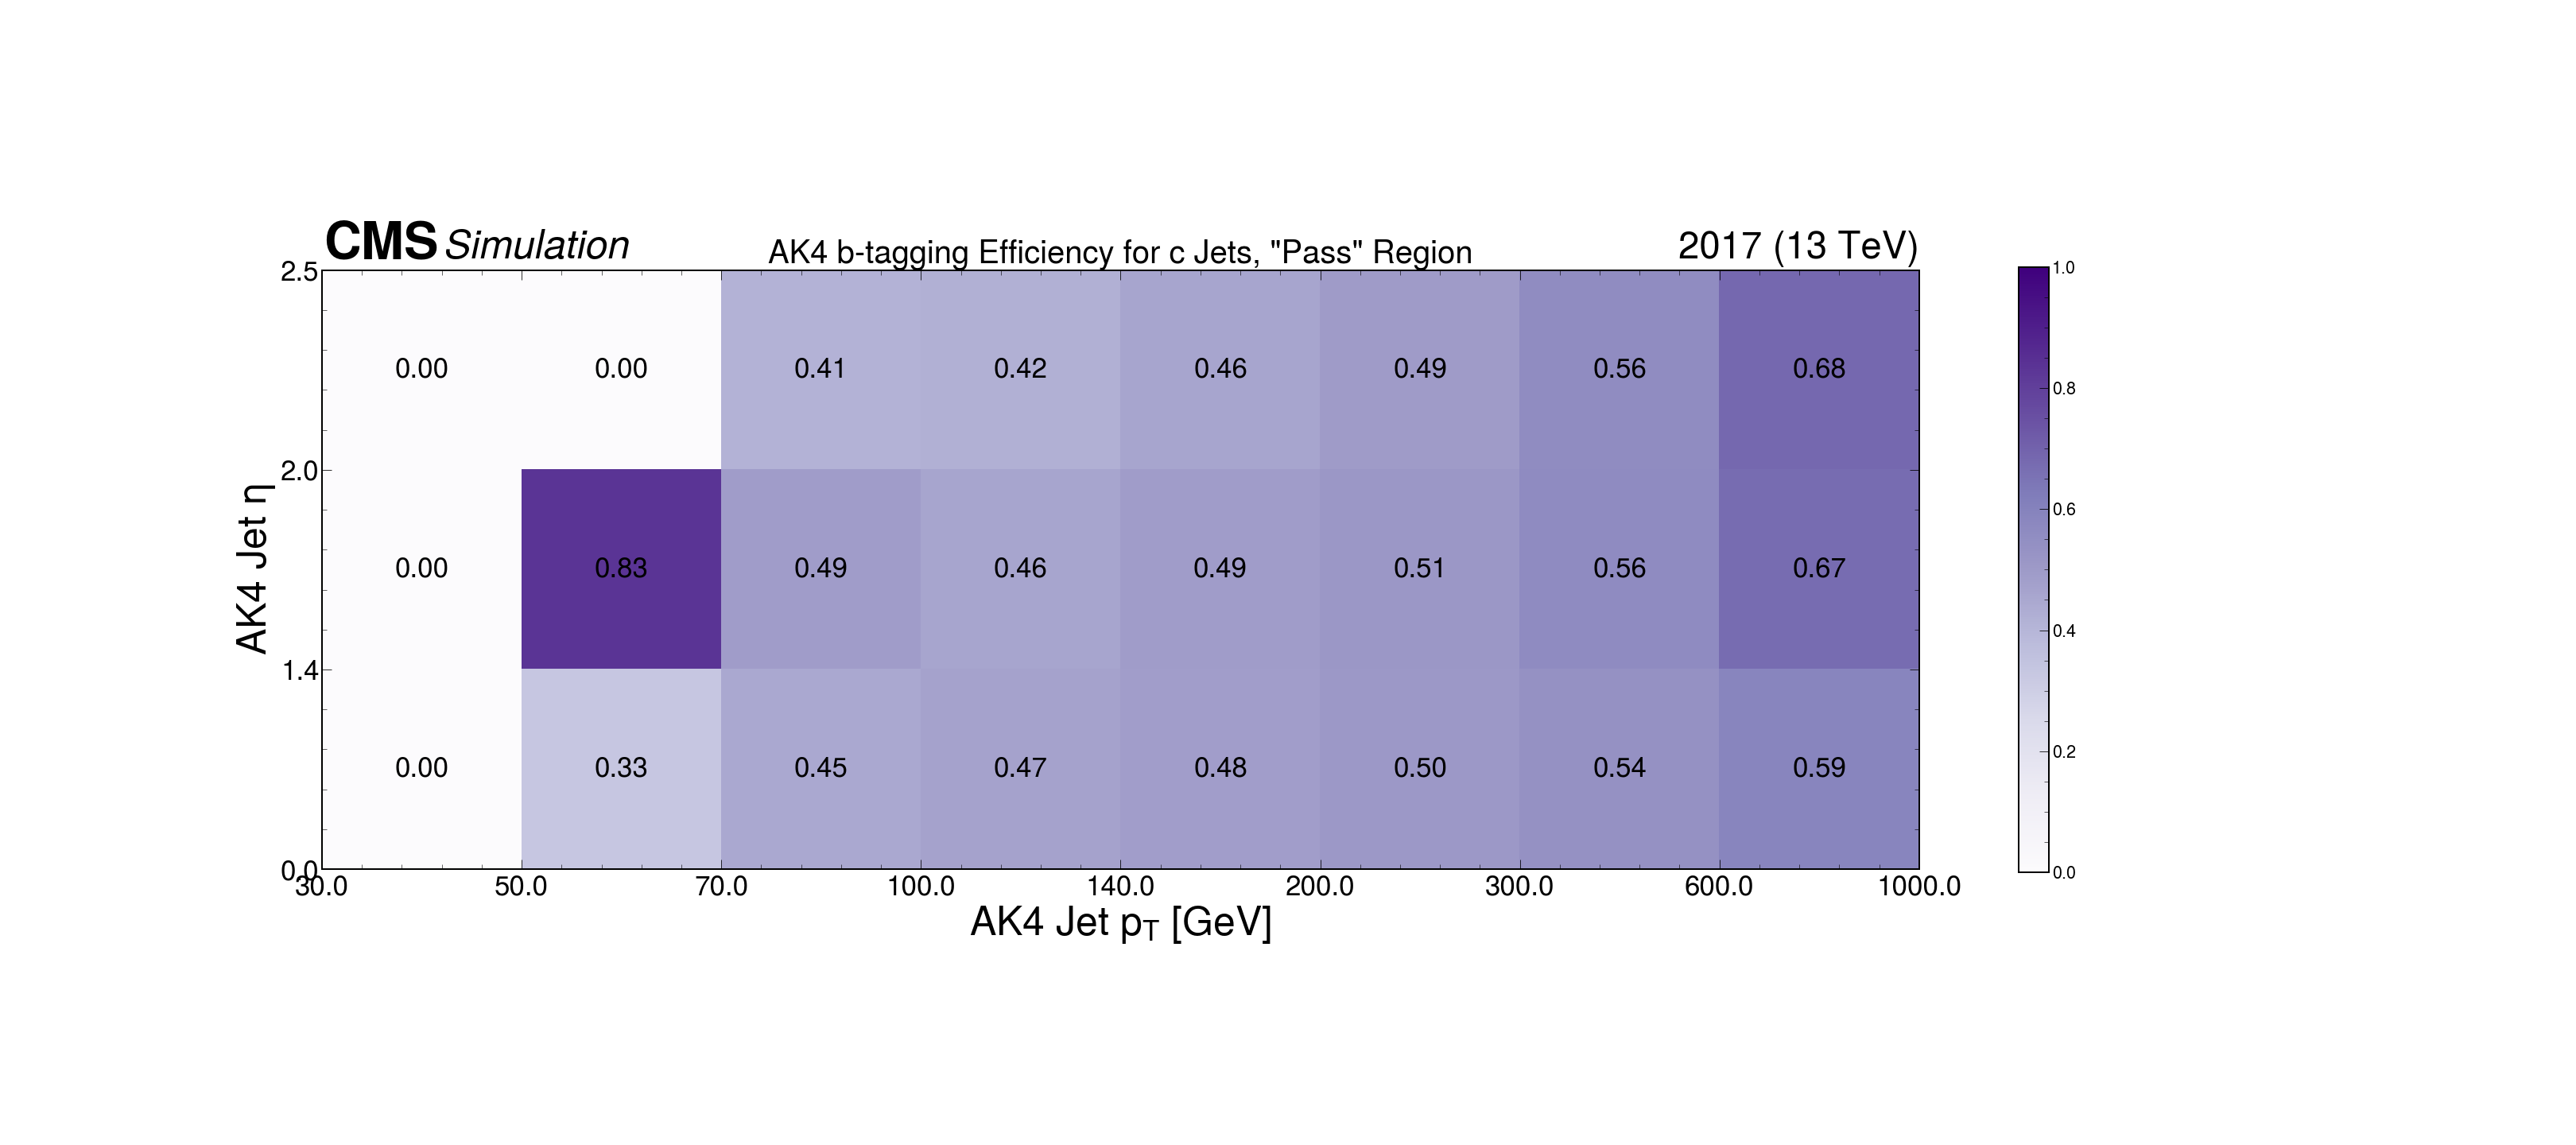 CMS Simulation
AK4 b-tagging Efficiency for c Jets, "Pass" Region
2017 (13 TeV)
2.5
2.0
1.4
0.0
AK4 Jet η
0.00 0.00 0.41 0.42 0.46 0.49 0.56 0.68
0.00 0.83 0.49 0.46 0.49 0.51 0.56 0.67
0.00 0.33 0.45 0.47 0.48 0.50 0.54 0.59
30.0 50.0 70.0 100.0 140.0 200.0 300.0 600.0 1000.0
AK4 Jet pT [GeV]
1.0
0.8
0.6
0.4
0.2
0.0